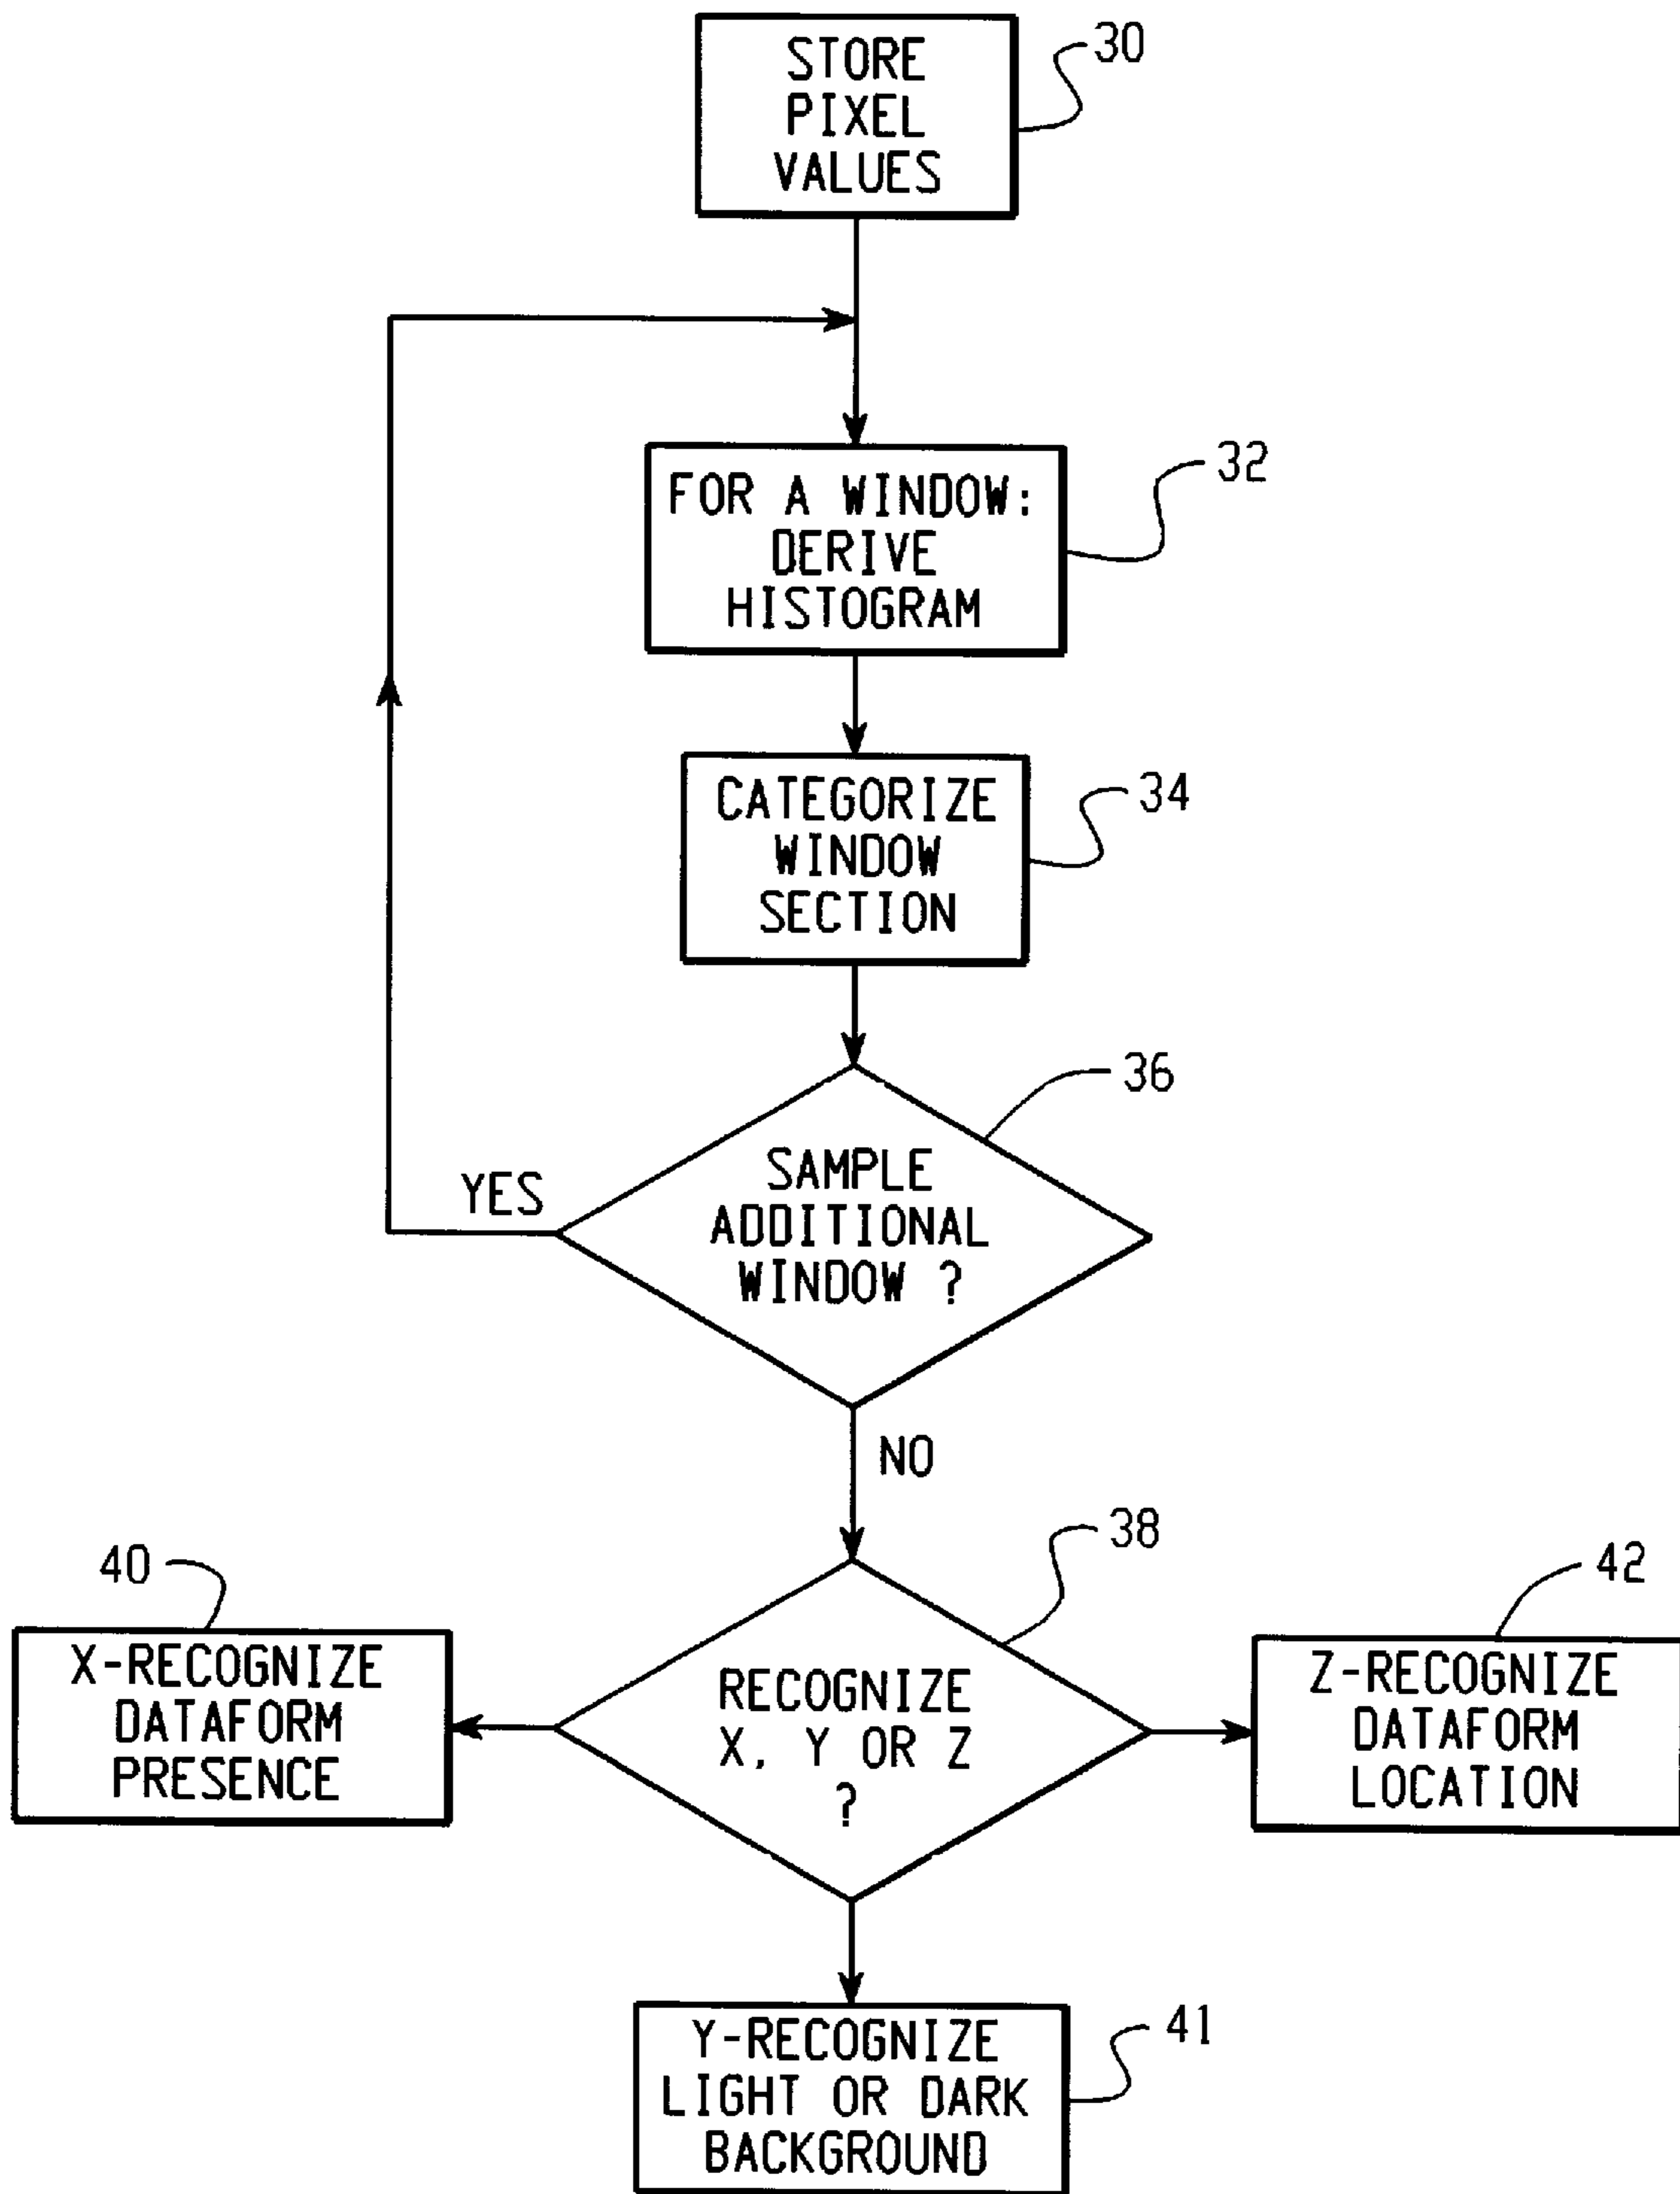 STORE
PIXEL
VALUES
30
FOR A WINDOW:
DERIVE
HISTOGRAM
32
CATEGORIZE
WINDOW
SECTION
34
SAMPLE
ADDITIONAL
WINDOW ?
36
YES
NO
RECOGNIZE
X, Y OR Z
?
38
40
X-RECOGNIZE
DATAFORM
PRESENCE
42
Z-RECOGNIZE
DATAFORM
LOCATION
Y-RECOGNIZE
LIGHT OR DARK
BACKGROUND
41